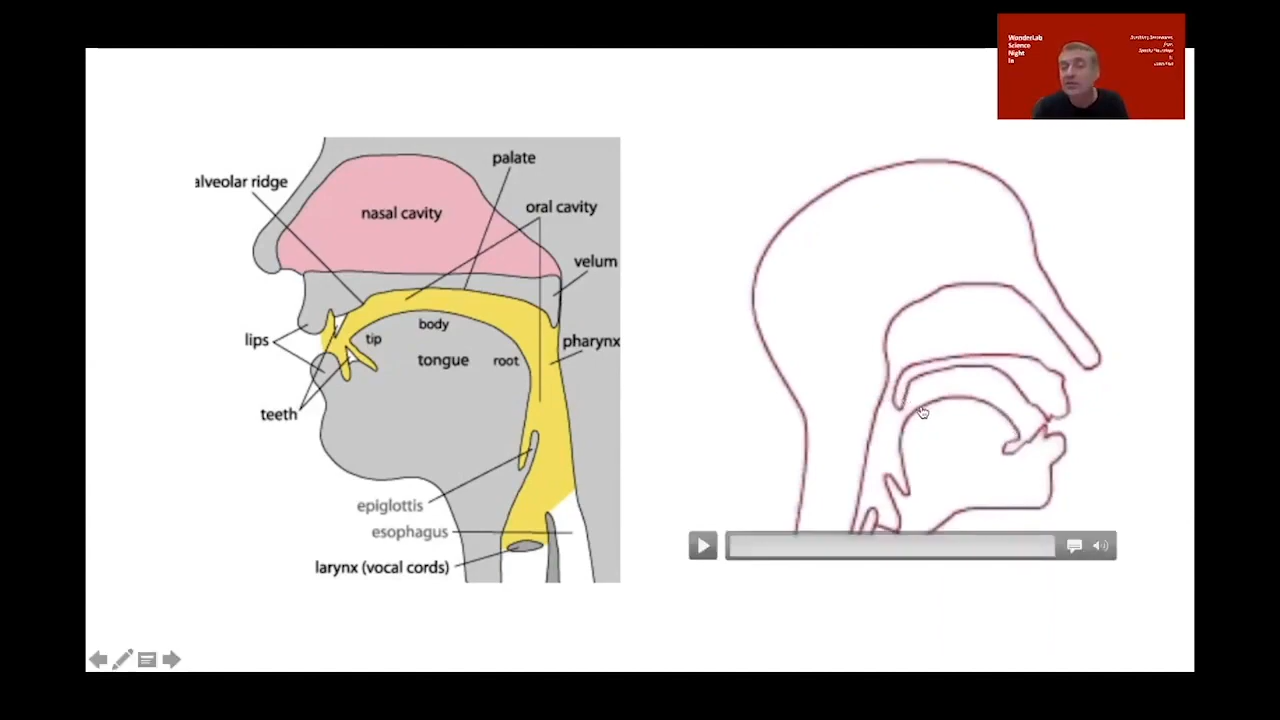 WonderLab
Science
Night
In
palate
alveolar ridge
nasal cavity
oral cavity
velum
body
lips
tip
pharynx
tongue
root
teeth
epiglottis
esophagus
larynx (vocal cords)